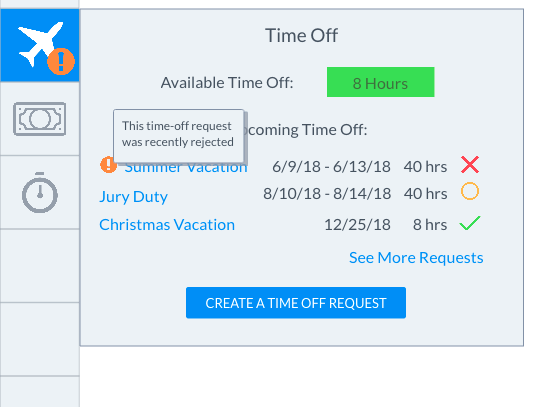 Time Off
Available Time Off: 8 Hours
This time-off request
was recently rejected
coming Time Off:
Summer Vacation 6/9/18 - 6/13/18 40 hrs
Jury Duty 8/10/18 - 8/14/18 40 hrs
Christmas Vacation 12/25/18 8 hrs
See More Requests
CREATE A TIME OFF REQUEST